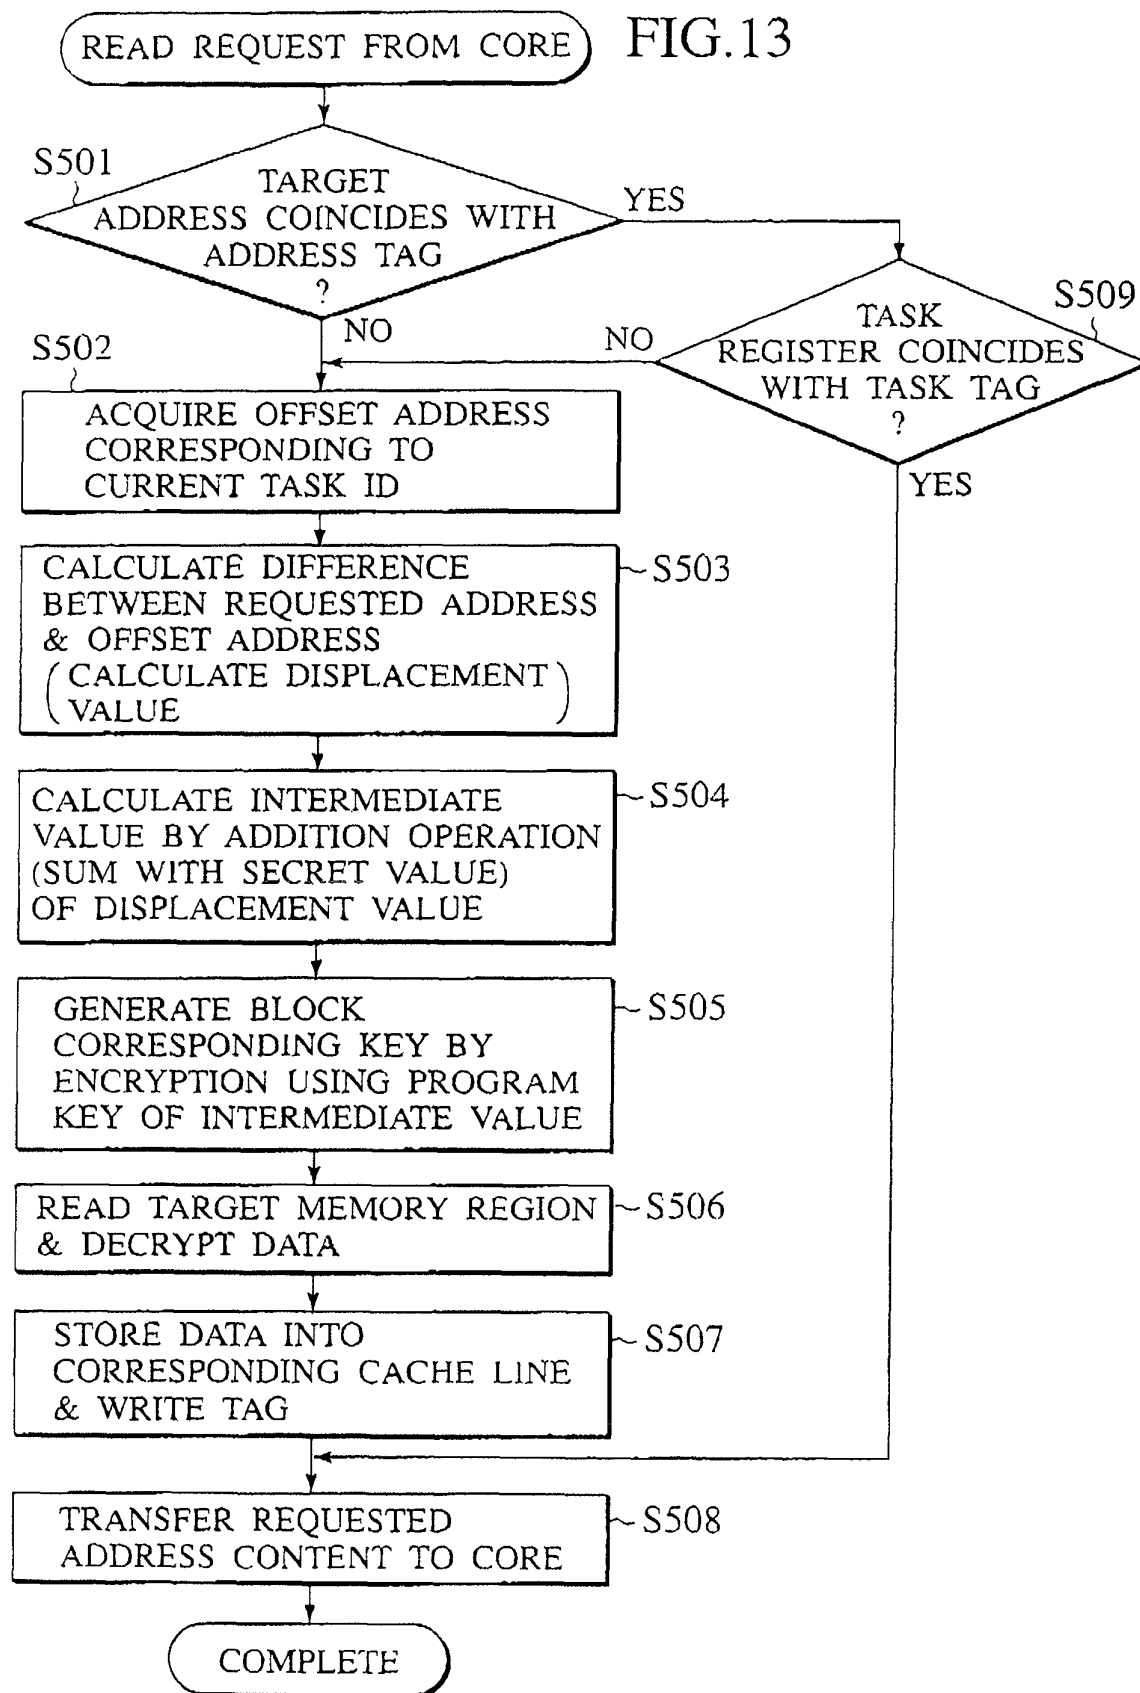 READ REQUEST FROM CORE
FIG.13
S501
TARGET
ADDRESS COINCIDES WITH
ADDRESS TAG
?
YES
NO
S509
TASK
REGISTER COINCIDES
WITH TASK TAG
?
NO
YES
S502
ACQUIRE OFFSET ADDRESS
CORRESPONDING TO
CURRENT TASK ID
CALCULATE DIFFERENCE
BETWEEN REQUESTED ADDRESS
& OFFSET ADDRESS
(CALCULATE DISPLACEMENT
VALUE)
S503
CALCULATE INTERMEDIATE
VALUE BY ADDITION OPERATION
(SUM WITH SECRET VALUE)
OF DISPLACEMENT VALUE
S504
GENERATE BLOCK
CORRESPONDING KEY BY
ENCRYPTION USING PROGRAM
KEY OF INTERMEDIATE VALUE
S505
READ TARGET MEMORY REGION
& DECRYPT DATA
S506
STORE DATA INTO
CORRESPONDING CACHE LINE
& WRITE TAG
S507
TRANSFER REQUESTED
ADDRESS CONTENT TO CORE
S508
COMPLETE